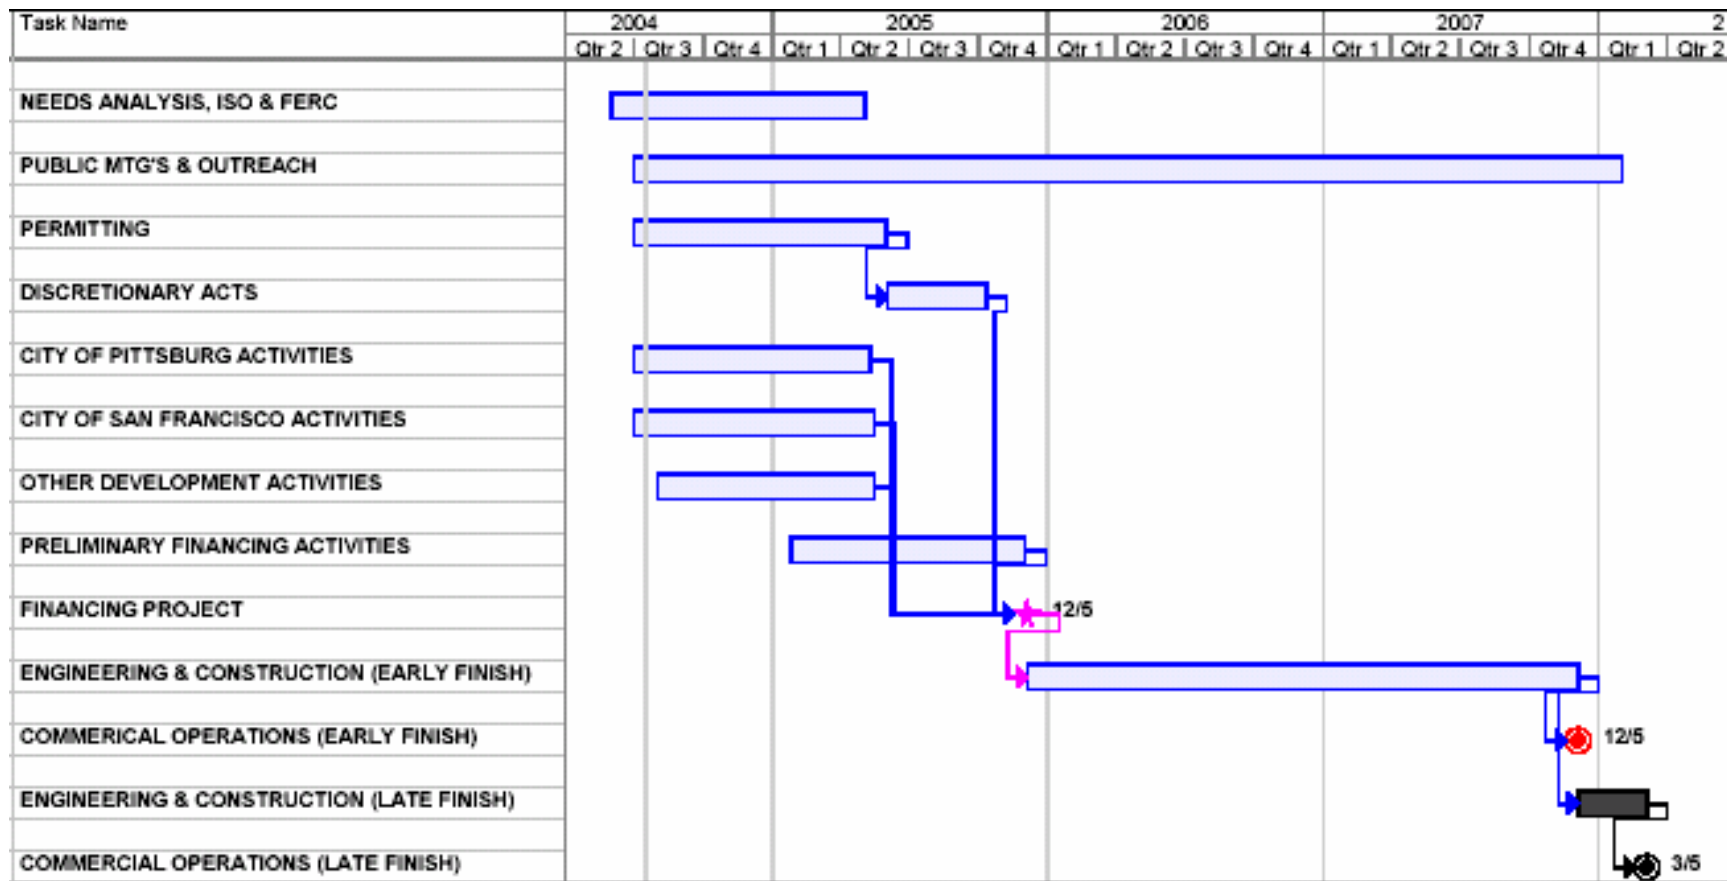 Task Name 2004 2005 2006 2007 2
Qtr 2 Qtr 3 Qtr 4 Qtr 1 Qtr 2 Qtr 3 Qtr 4 Qtr 1 Qtr 2 Qtr 3 Qtr 4 Qtr 1 Qtr 2 Qtr 3 Qtr 4 Qtr 1 Qtr 2
NEEDS ANALYSIS, ISO & FERC
PUBLIC MTG'S & OUTREACH
PERMITTING
DISCRETIONARY ACTS
CITY OF PITTSBURG ACTIVITIES
CITY OF SAN FRANCISCO ACTIVITIES
OTHER DEVELOPMENT ACTIVITIES
PRELIMINARY FINANCING ACTIVITIES
FINANCING PROJECT 12/5
ENGINEERING & CONSTRUCTION (EARLY FINISH)
COMMERICAL OPERATIONS (EARLY FINISH) 12/5
ENGINEERING & CONSTRUCTION (LATE FINISH)
COMMERCIAL OPERATIONS (LATE FINISH) 3/5